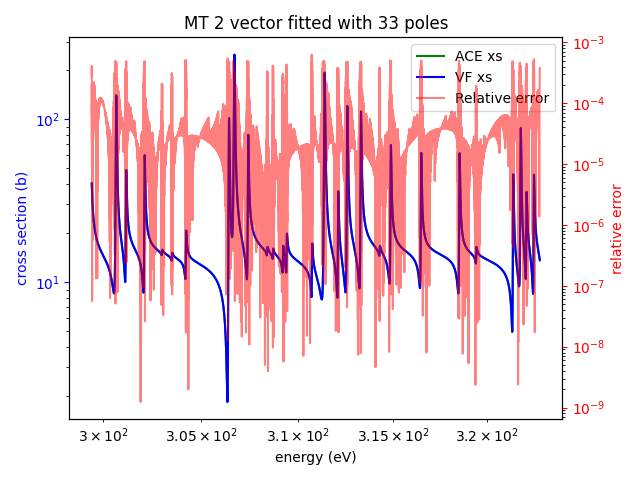 MT 2 vector fitted with 33 poles
ACE xs
VF xs
Relative error
cross section (b)
10²
10¹
relative error
10⁻³
10⁻⁴
10⁻⁵
10⁻⁶
10⁻⁷
10⁻⁸
10⁻⁹
3 × 10² 3.05 × 10² 3.1 × 10² 3.15 × 10² 3.2 × 10²
energy (eV)